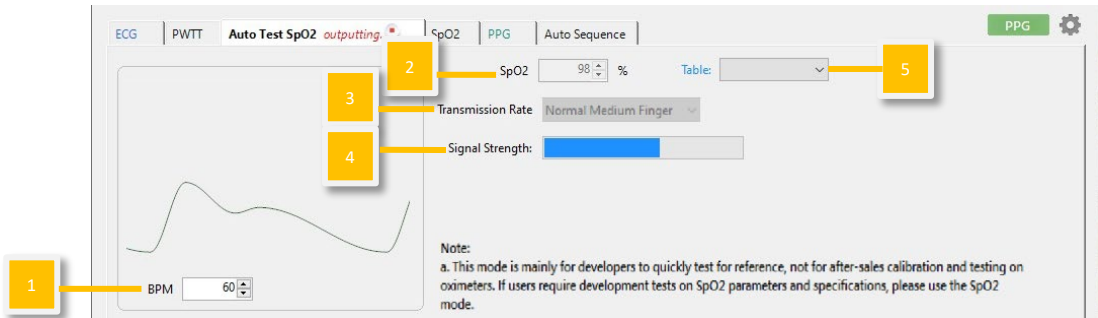 ECG PWTT Auto Test SpO2 outputting. SpO2 PPG Auto Sequence PPG
2 SpO2 98 % Table: 5
3 Transmission Rate Normal Medium Finger
4 Signal Strength:
Note:
a. This mode is mainly for developers to quickly test for reference, not for after-sales calibration and testing on
oximeters. If users require development tests on SpO2 parameters and specifications, please use the SpO2
mode.
1 BPM 60